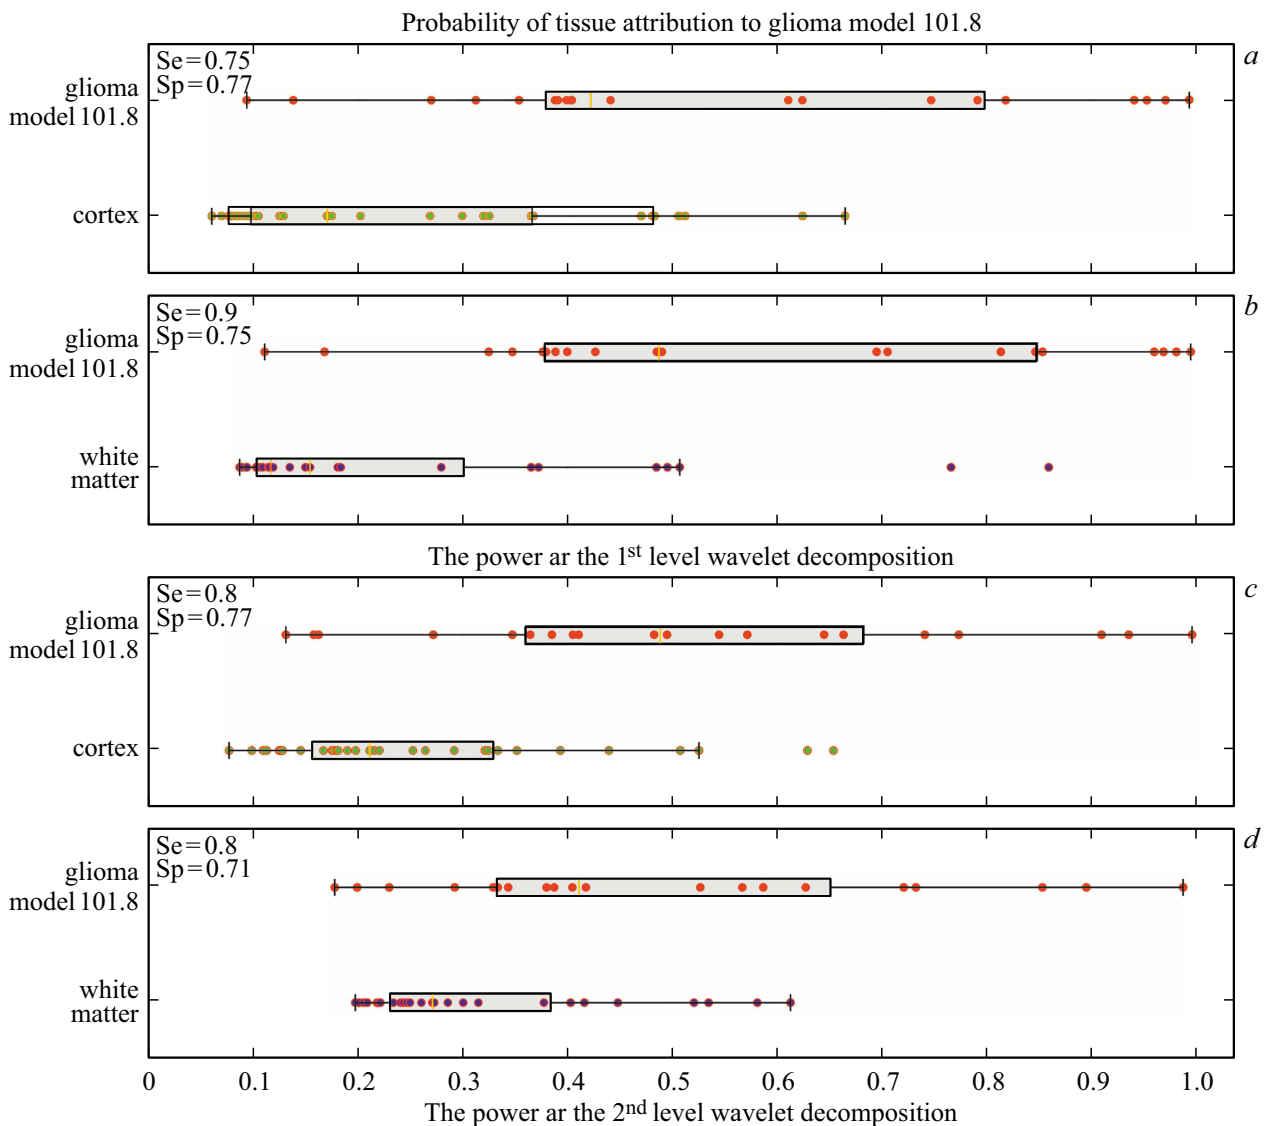 Probability of tissue attribution to glioma model 101.8
a
Se=0.75
Sp=0.77
glioma
model 101.8
cortex
b
Se=0.9
Sp=0.75
glioma
model 101.8
white
matter
The power ar the 1st level wavelet decomposition
c
Se=0.8
Sp=0.77
glioma
model 101.8
cortex
d
Se=0.8
Sp=0.71
glioma
model 101.8
white
matter
0 0.1 0.2 0.3 0.4 0.5 0.6 0.7 0.8 0.9 1.0
The power ar the 2nd level wavelet decomposition